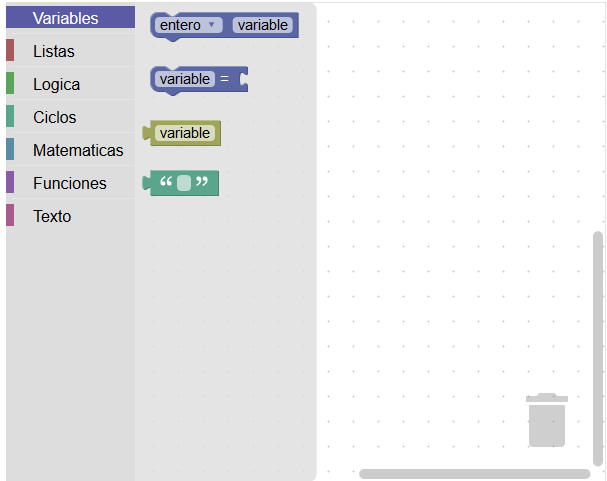 Variables
Listas
Logica
Ciclos
Matematicas
Funciones
Texto
entero ▾ variable
variable =
variable
“ ”